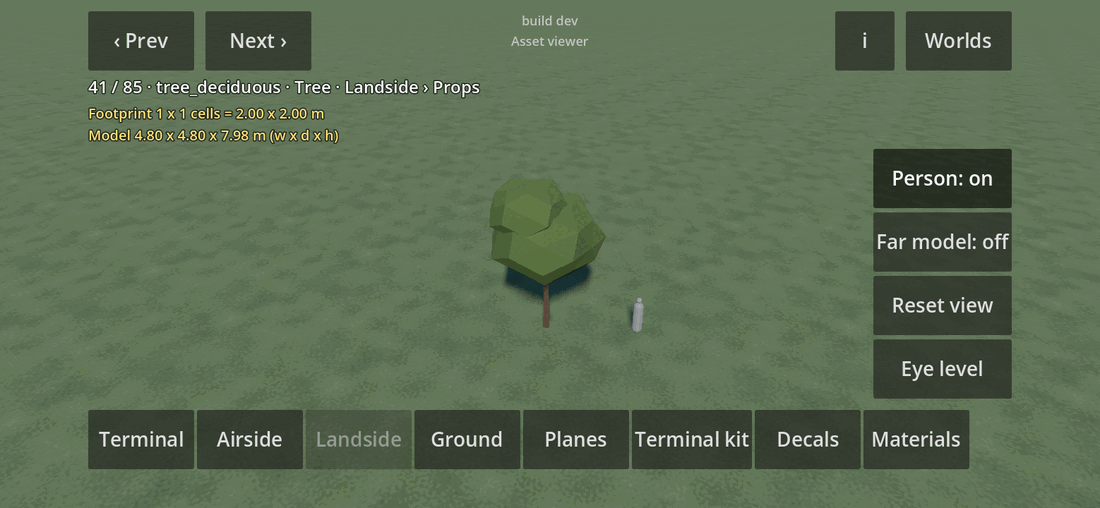 ‹ Prev
Next ›
build dev
Asset viewer
i
Worlds
41 / 85 · tree_deciduous · Tree · Landside › Props
Footprint 1 x 1 cells = 2.00 x 2.00 m
Model 4.80 x 4.80 x 7.98 m (w x d x h)
Person: on
Far model: off
Reset view
Eye level
Terminal
Airside
Landside
Ground
Planes
Terminal kit
Decals
Materials